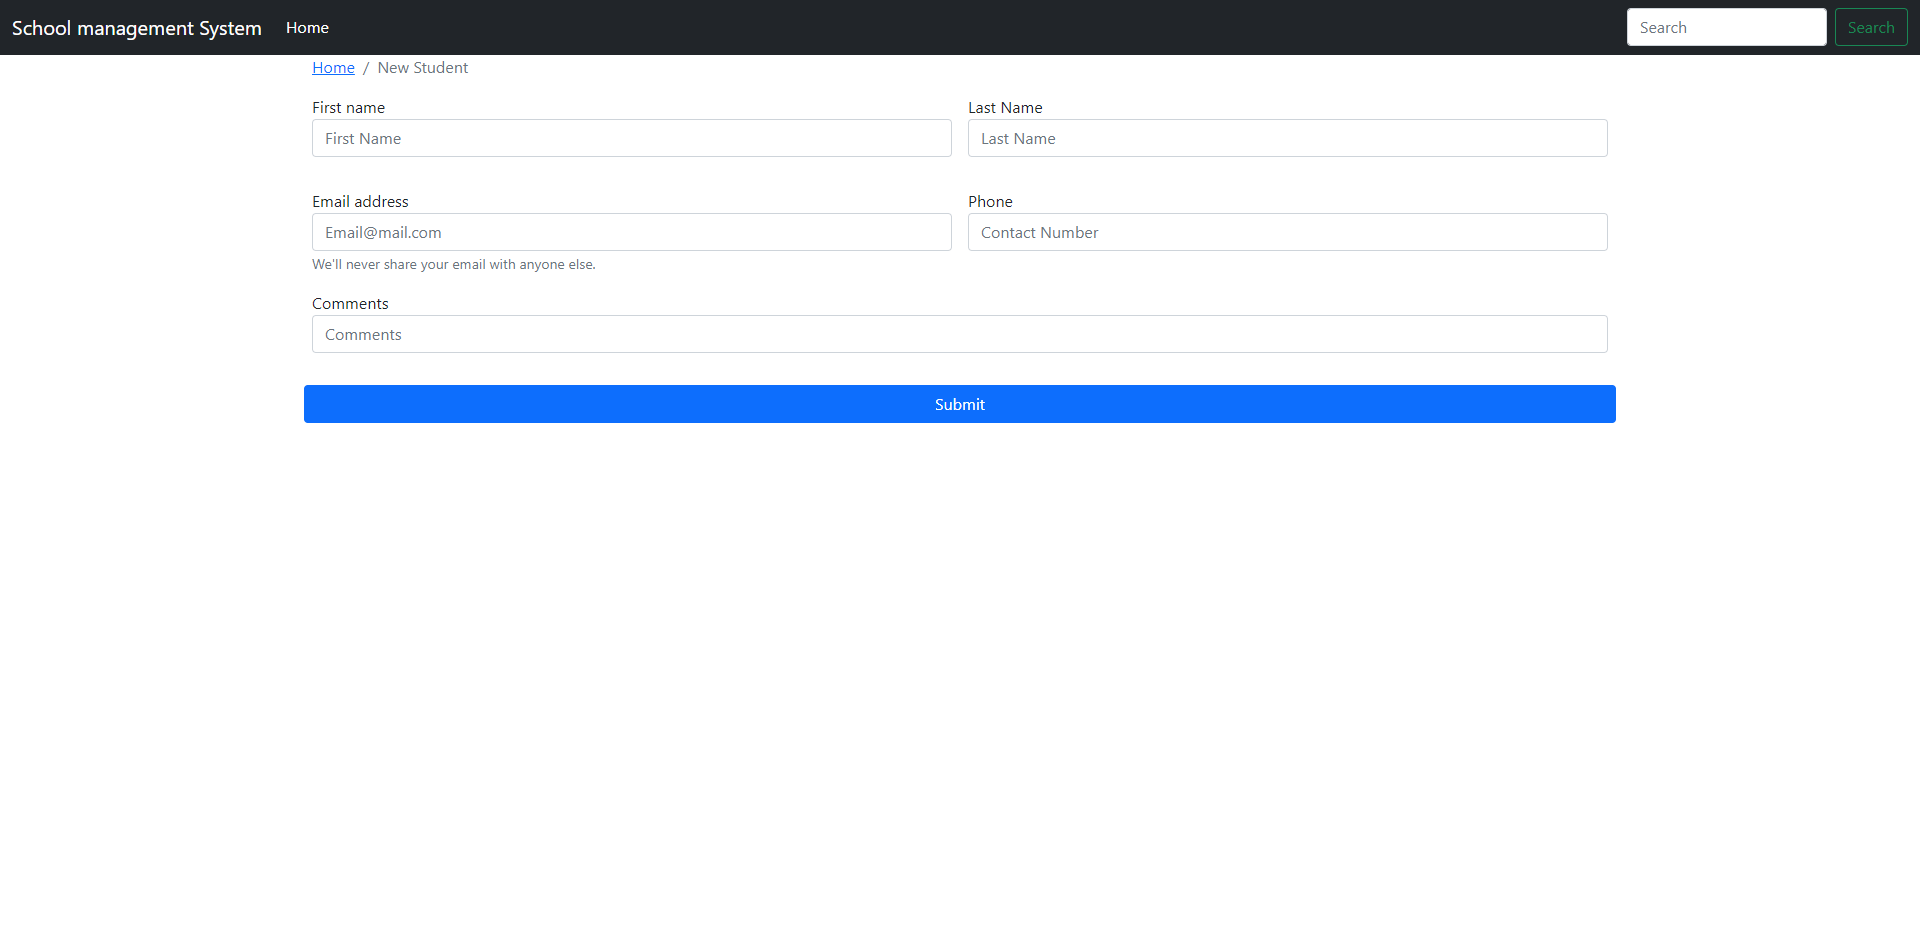 School management System Home Search Search
Home / New Student
First name Last Name
First Name Last Name
Email address Phone
Email@mail.com Contact Number
We'll never share your email with anyone else.
Comments
Comments
Submit